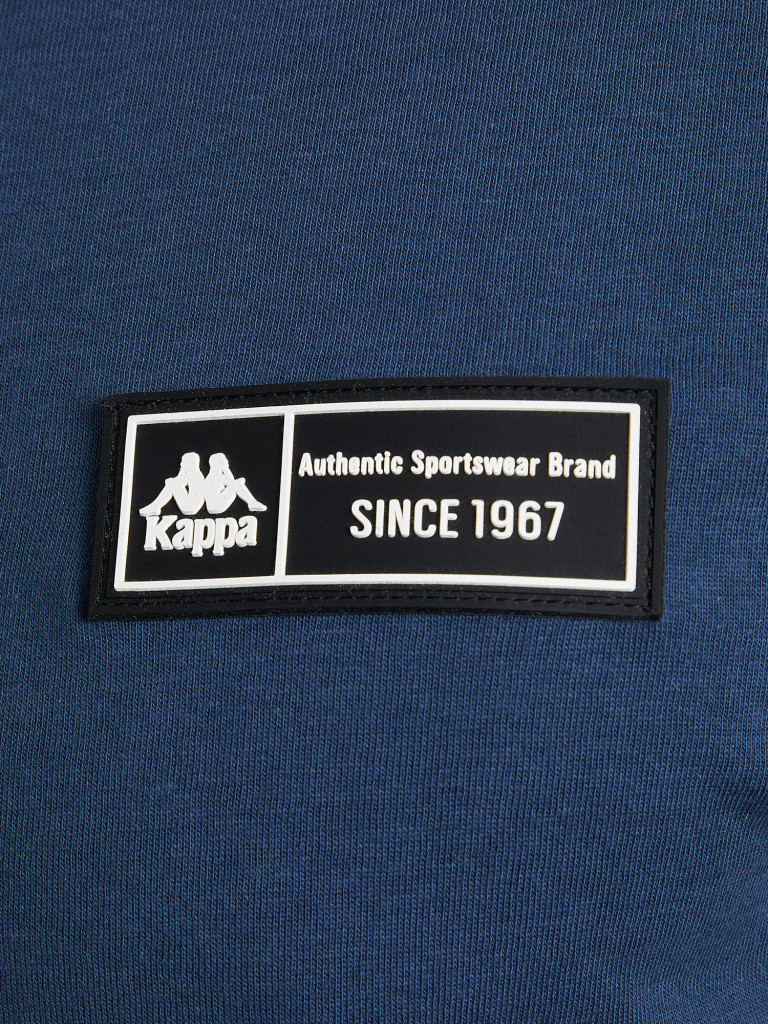 Kappa
Authentic Sportswear Brand
SINCE 1967